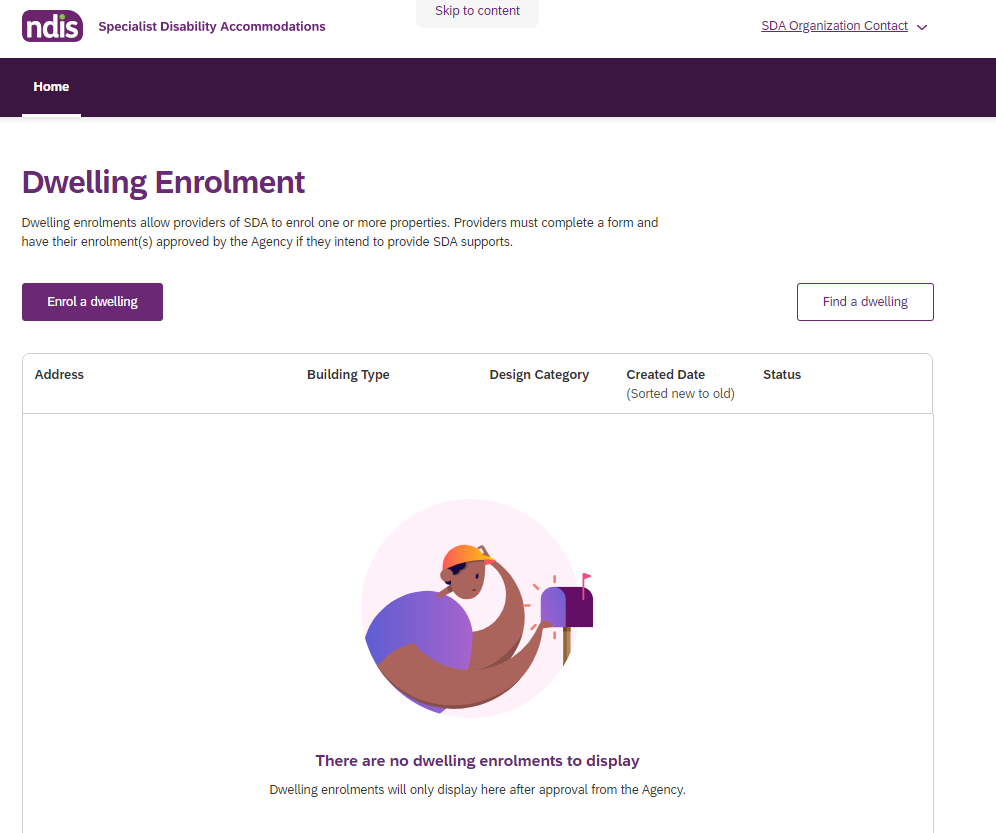 Skip to content
ndis
Specialist Disability Accommodations
SDA Organization Contact
Home
Dwelling Enrolment
Dwelling enrolments allow providers of SDA to enrol one or more properties. Providers must complete a form and
have their enrolment(s) approved by the Agency if they intend to provide SDA supports.
Enrol a dwelling
Find a dwelling
Address
Building Type
Design Category
Created Date
(Sorted new to old)
Status
There are no dwelling enrolments to display
Dwelling enrolments will only display here after approval from the Agency.